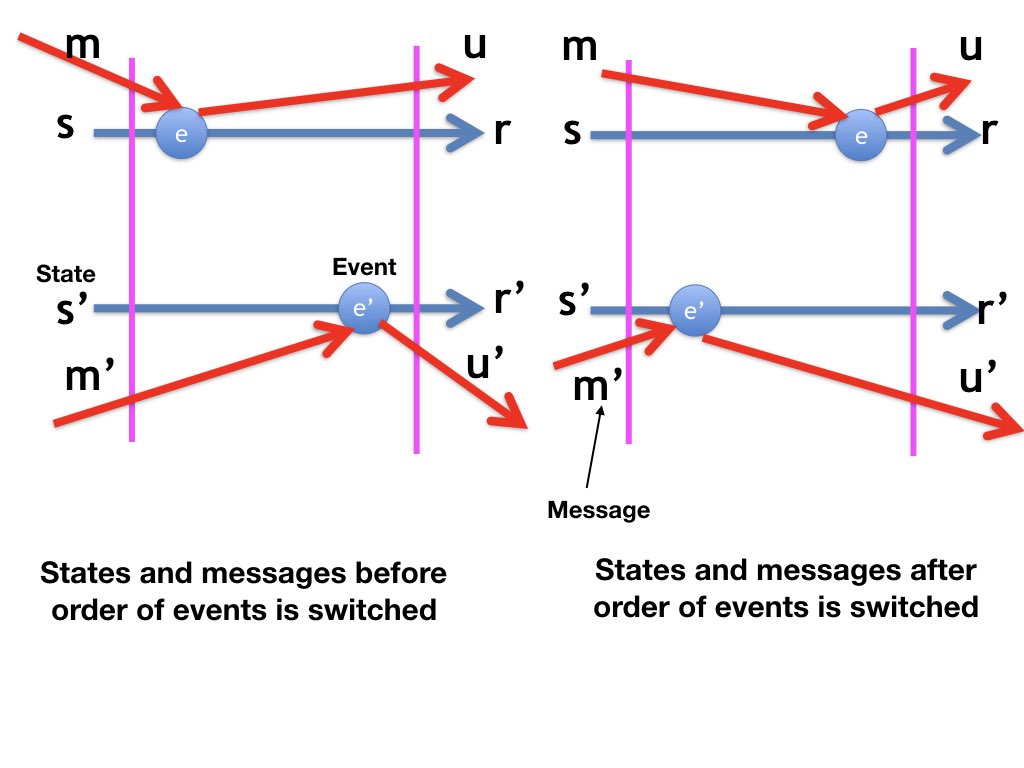 m
u
s
e
r
State
Event
s’
e’
r’
m’
u’
m
u
s
e
r
s’
e’
r’
m’
u’
Message
States and messages before
order of events is switched
States and messages after
order of events is switched